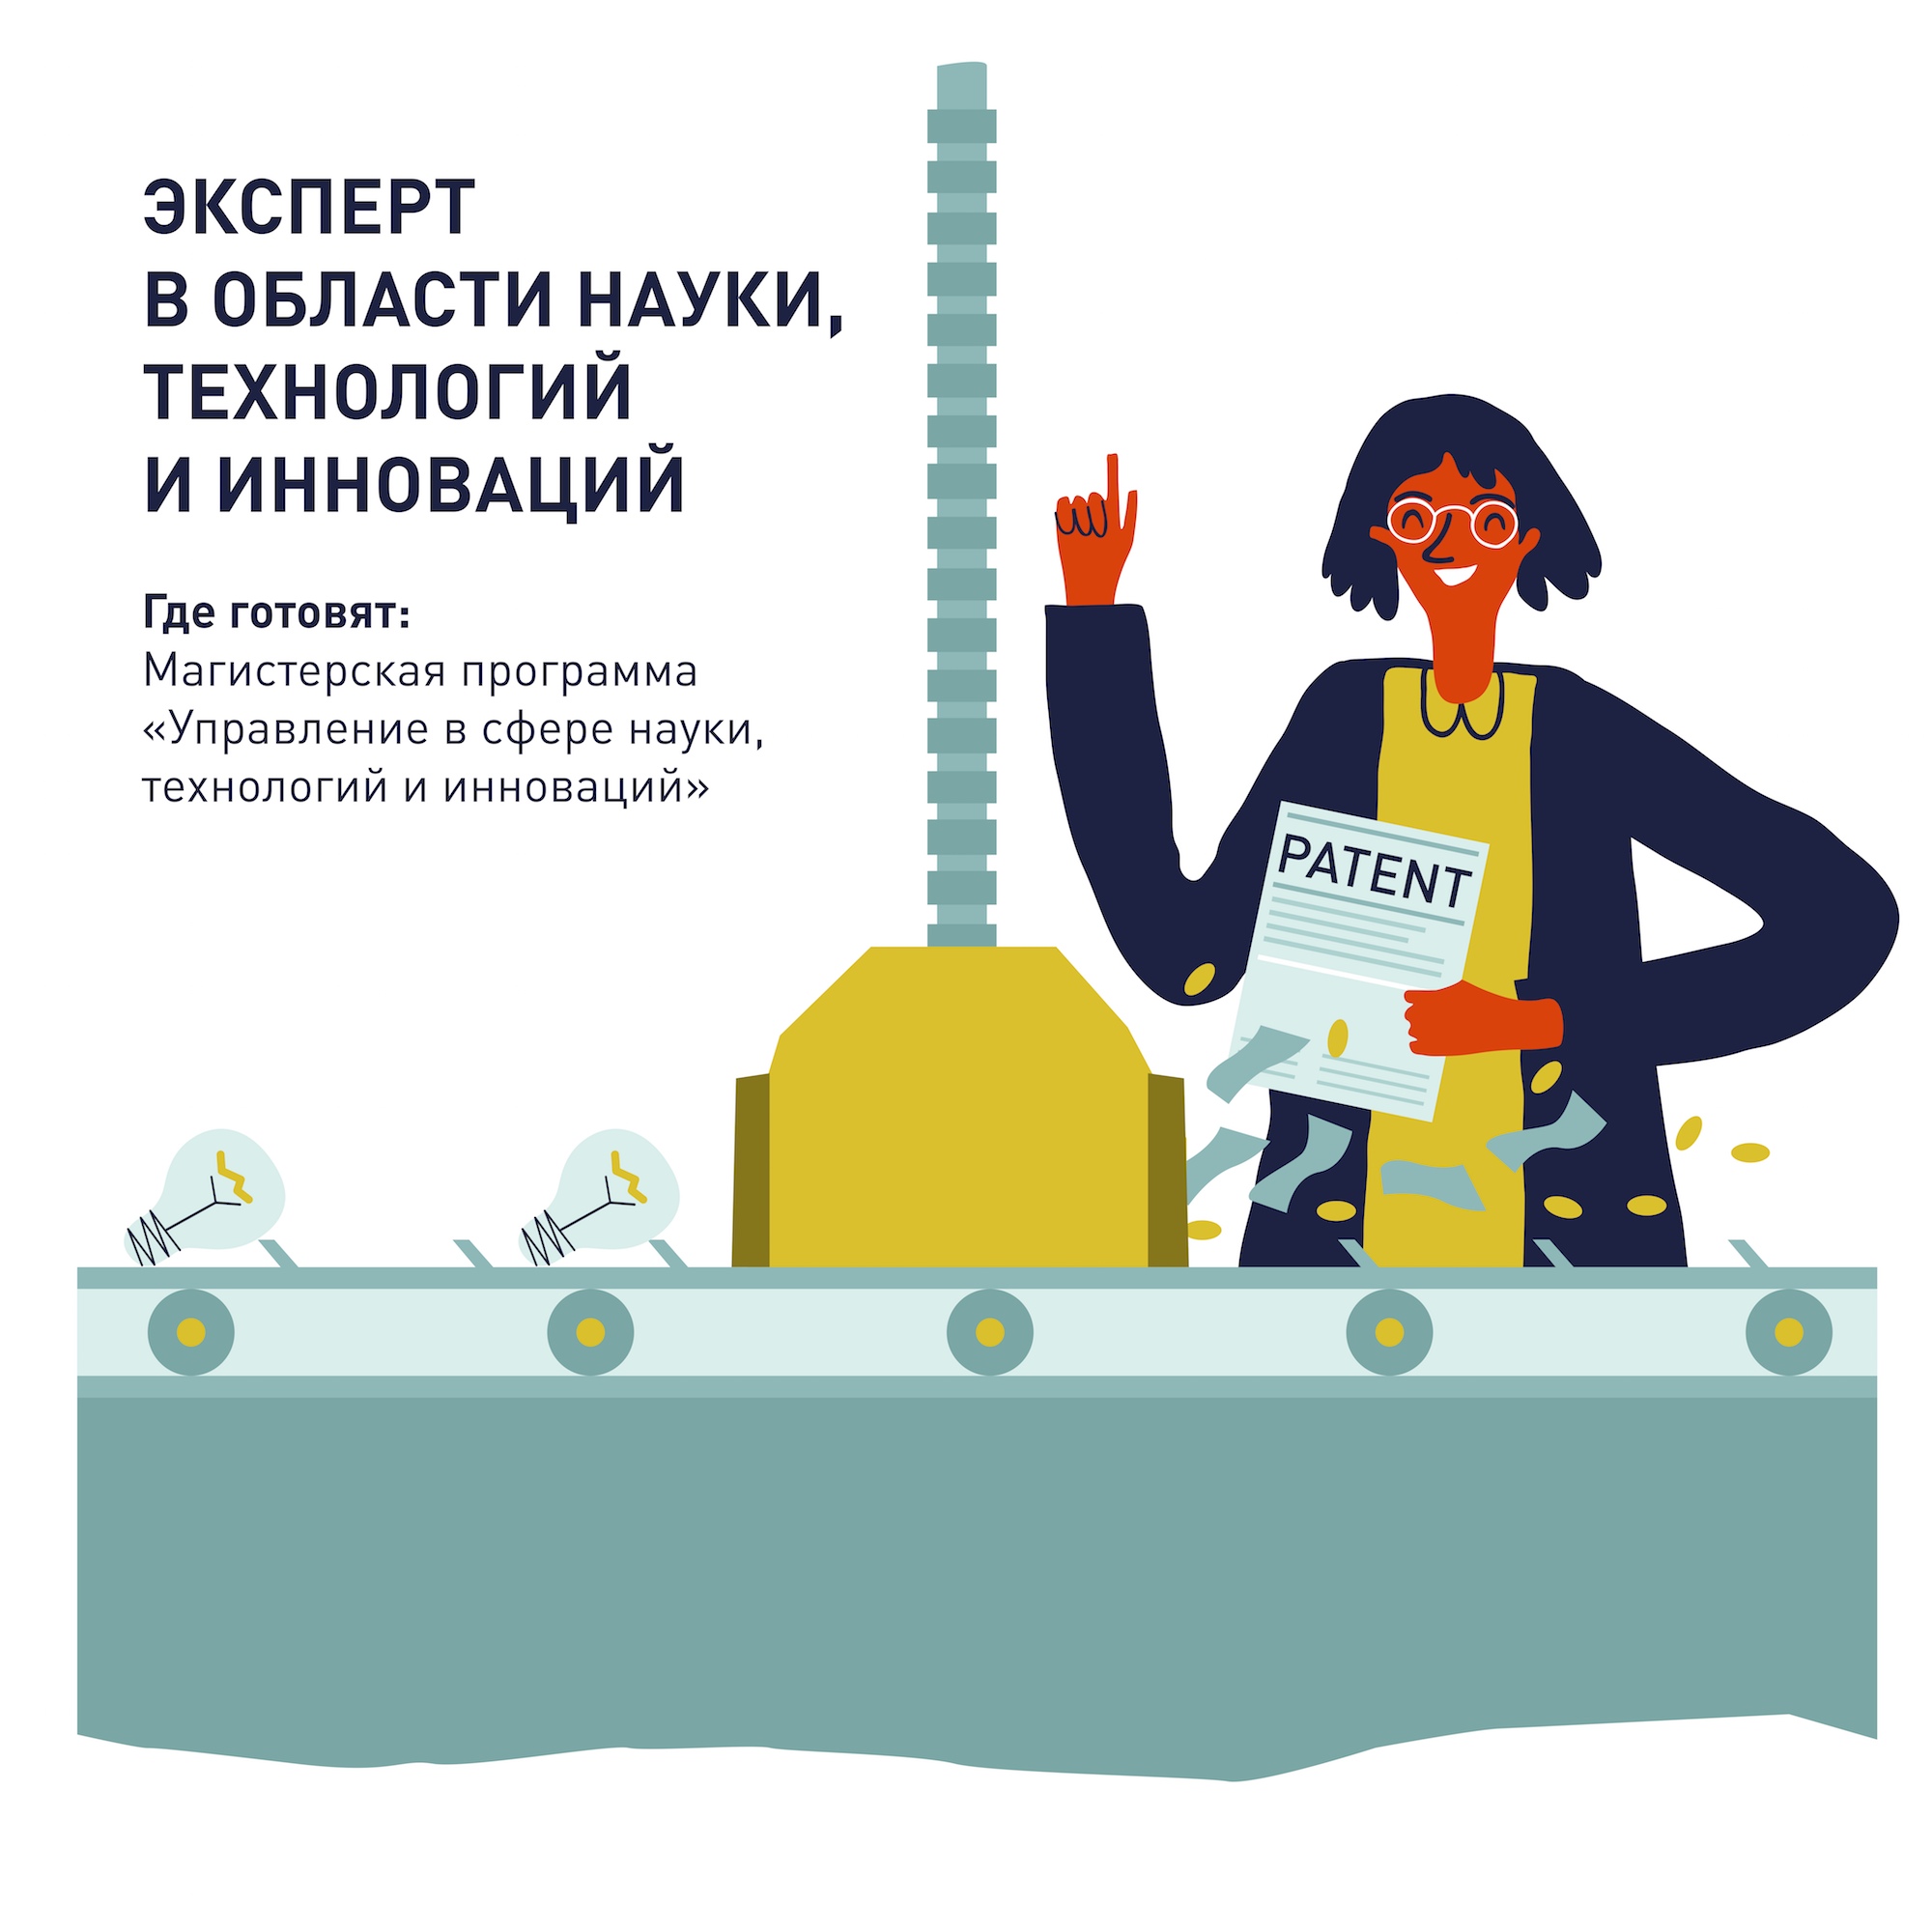 ЭКСПЕРТ
В ОБЛАСТИ НАУКИ,
ТЕХНОЛОГИЙ
И ИННОВАЦИЙ
Где готовят:
Магистерская программа
«Управление в сфере науки,
технологий и инноваций»
PATENT